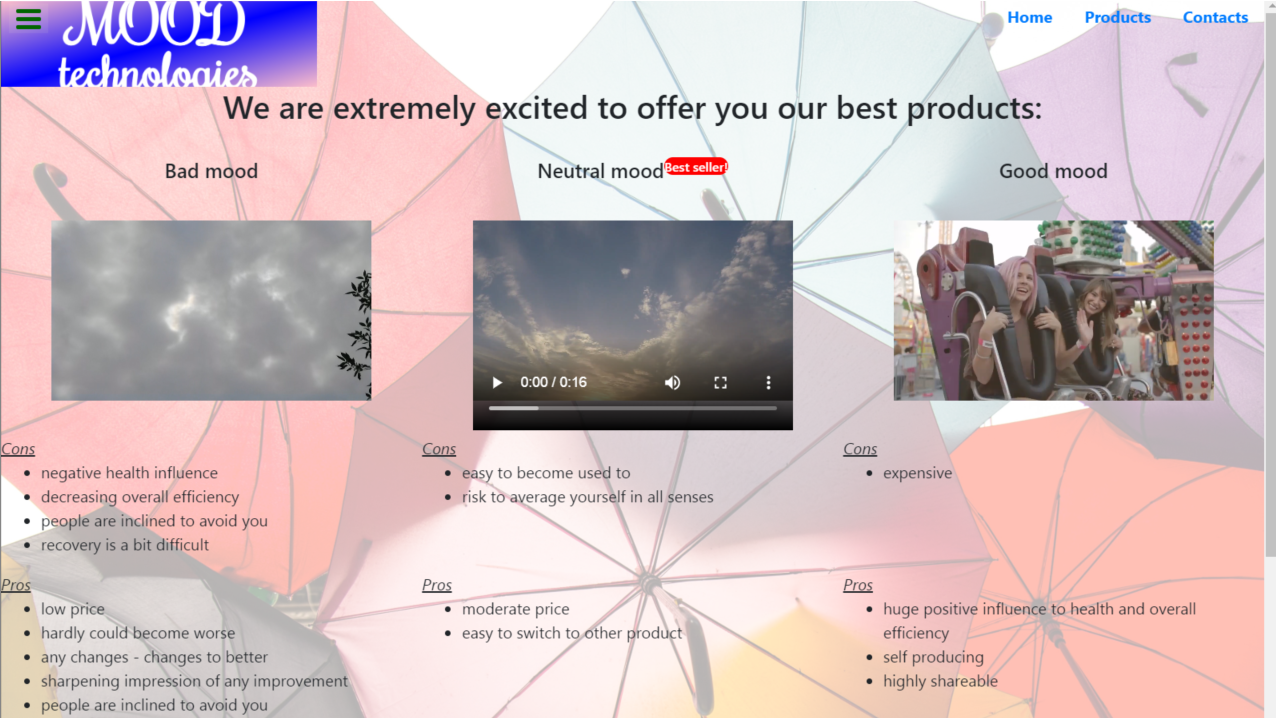 MOOD
technologies
Home Products Contacts
We are extremely excited to offer you our best products:
Bad mood
Neutral mood Best seller!
Good mood
0:00 / 0:16
Cons
negative health influence
decreasing overall efficiency
people are inclined to avoid you
recovery is a bit difficult
Pros
low price
hardly could become worse
any changes - changes to better
sharpening impression of any improvement
people are inclined to avoid you
Cons
easy to become used to
risk to average yourself in all senses
Pros
moderate price
easy to switch to other product
Cons
expensive
Pros
huge positive influence to health and overall
efficiency
self producing
highly shareable